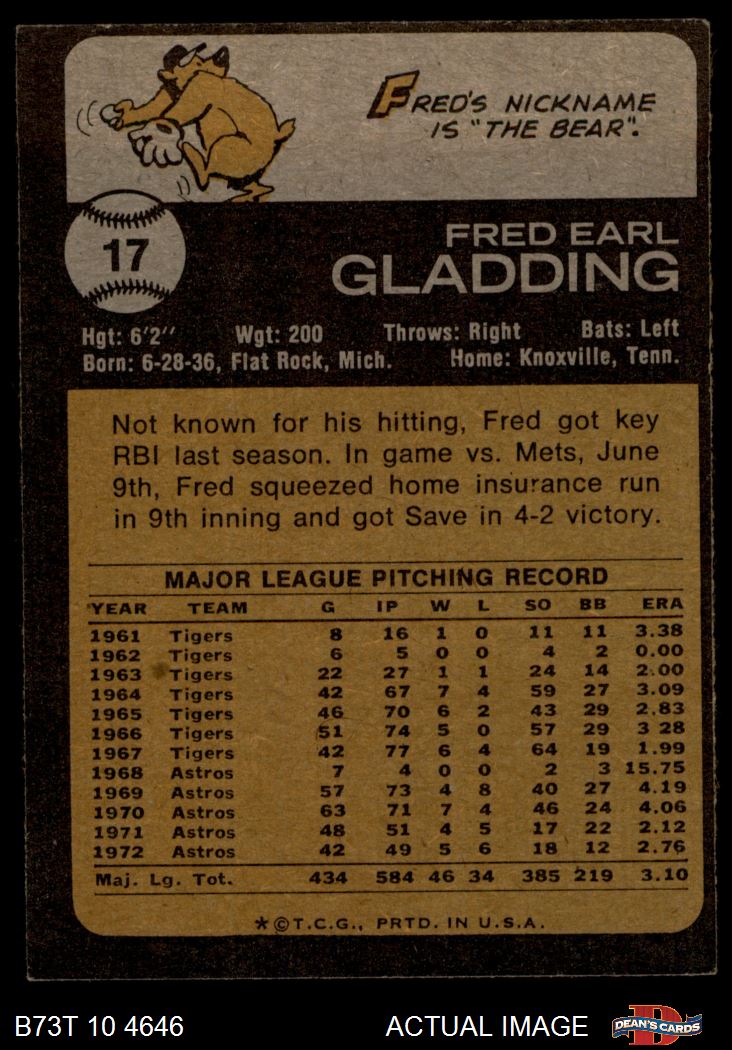 FRED'S NICKNAME
IS "THE BEAR".
17
FRED EARL
GLADDING
Hgt: 6'2" Wgt: 200 Throws: Right Bats: Left
Born: 6-28-36, Flat Rock, Mich. Home: Knoxville, Tenn.
Not known for his hitting, Fred got key
RBI last season. In game vs. Mets, June
9th, Fred squeezed home insurance run
in 9th inning and got Save in 4-2 victory.
MAJOR LEAGUE PITCHING RECORD
YEAR TEAM G IP W L SO BB ERA
1961 Tigers 8 16 1 0 11 11 3.38
1962 Tigers 6 5 0 0 4 2 0.00
1963 Tigers 22 27 1 1 24 14 2.00
1964 Tigers 42 67 7 4 59 27 3.09
1965 Tigers 46 70 6 2 43 29 2.83
1966 Tigers 51 74 5 0 57 29 3 28
1967 Tigers 42 77 6 4 64 19 1.99
1968 Astros 7 4 0 0 2 3 15.75
1969 Astros 57 73 4 8 40 27 4.19
1970 Astros 63 71 7 4 46 24 4.06
1971 Astros 48 51 4 5 17 22 2.12
1972 Astros 42 49 5 6 18 12 2.76
Maj. Lg. Tot. 434 584 46 34 385 219 3.10
*©T.C.G., PRTD. IN U.S.A.
B73T 10 4646 ACTUAL IMAGE D DEAN'S CARDS